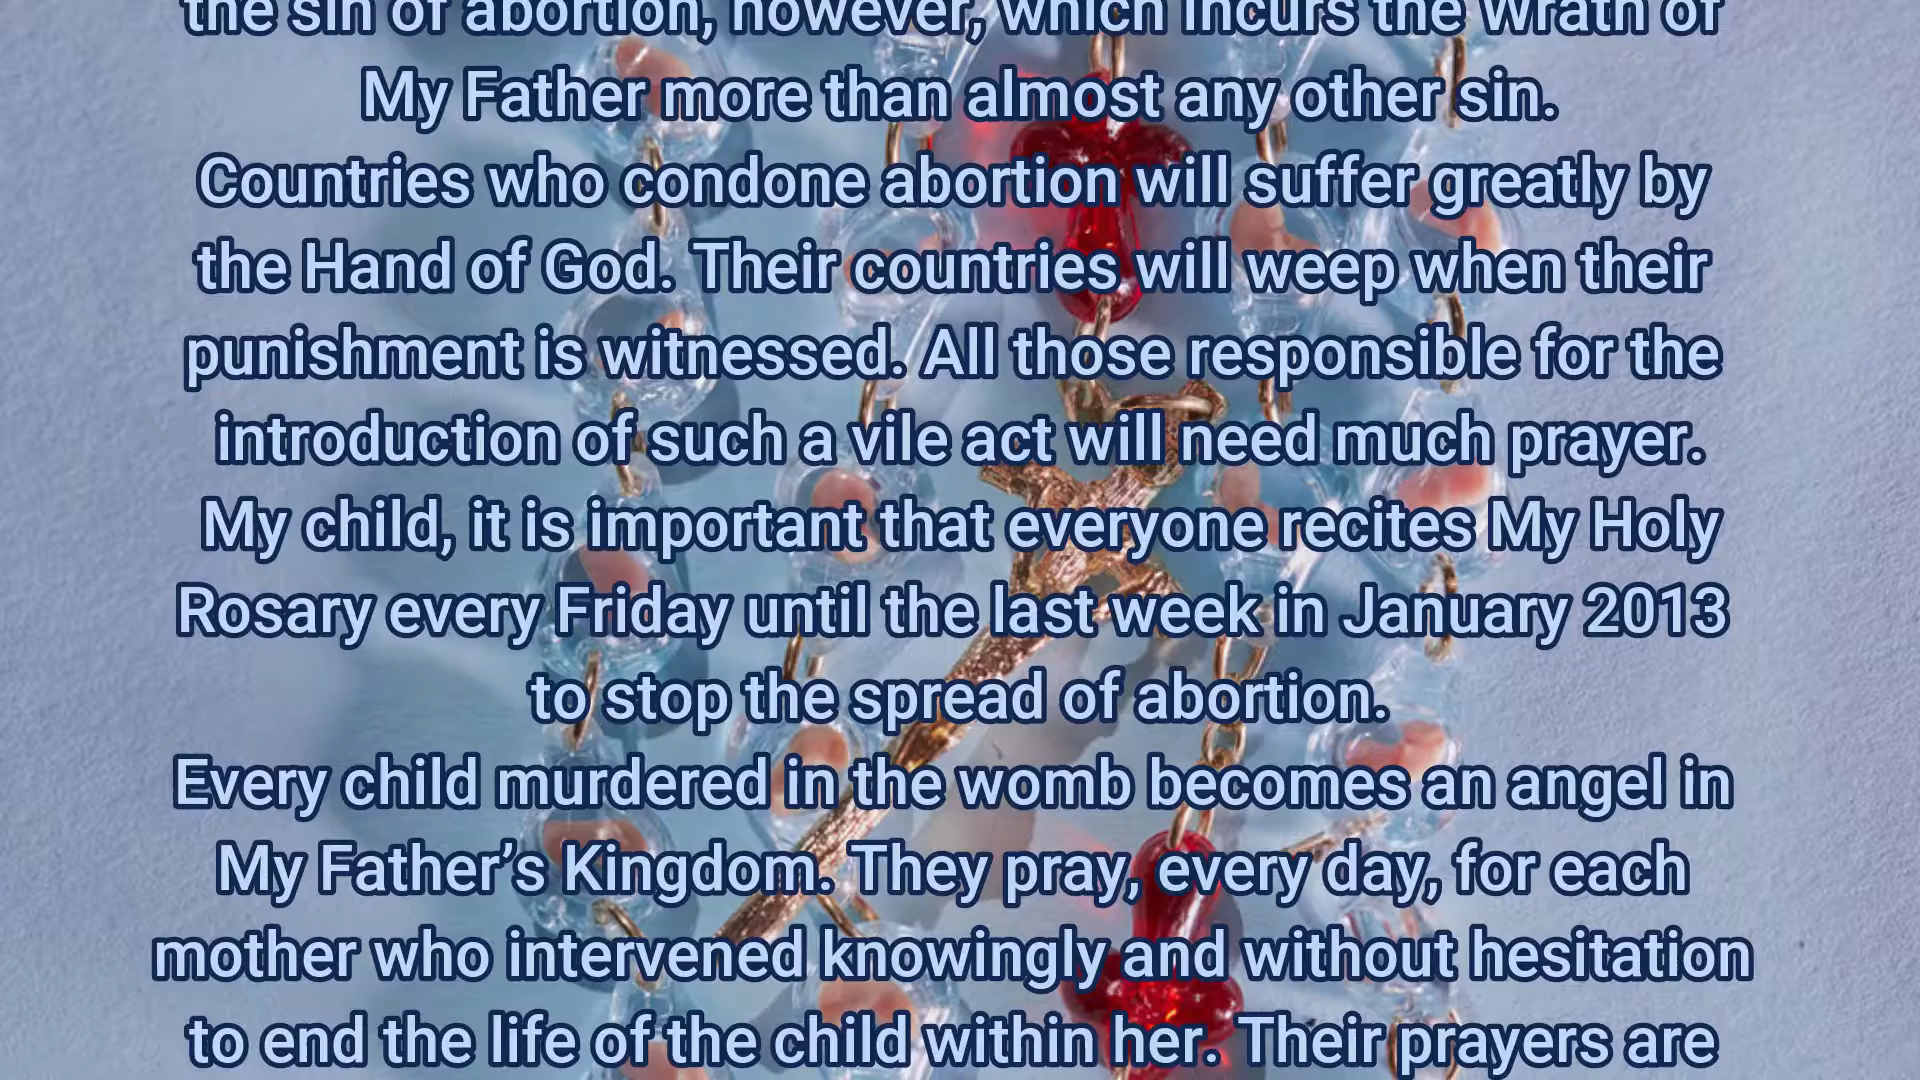 the sin of abortion, however, which incurs the wrath of
My Father more than almost any other sin.
Countries who condone abortion will suffer greatly by
the Hand of God. Their countries will weep when their
punishment is witnessed. All those responsible for the
introduction of such a vile act will need much prayer.
My child, it is important that everyone recites My Holy
Rosary every Friday until the last week in January 2013
to stop the spread of abortion.
Every child murdered in the womb becomes an angel in
My Father’s Kingdom. They pray, every day, for each
mother who intervened knowingly and without hesitation
to end the life of the child within her. Their prayers are